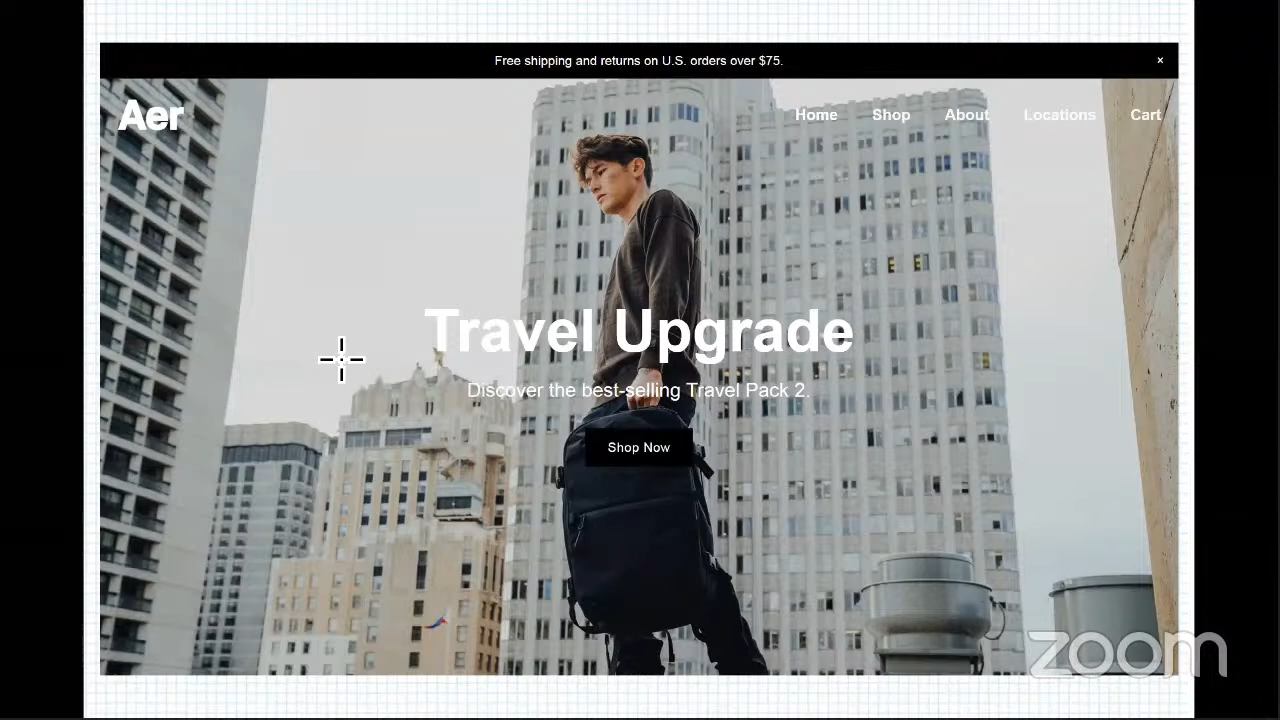 Free shipping and returns on U.S. orders over $75. ×
Aer Home Shop About Locations Cart
Travel Upgrade
Discover the best-selling Travel Pack 2.
Shop Now
zoom